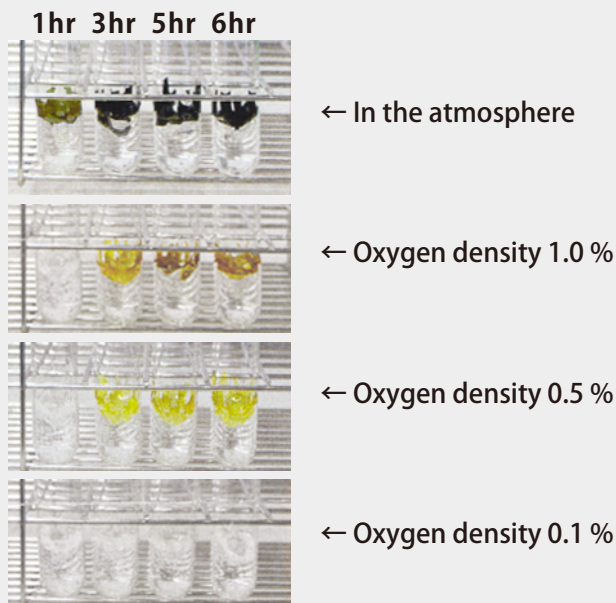 1hr 3hr 5hr 6hr
← In the atmosphere
← Oxygen density 1.0 %
← Oxygen density 0.5 %
← Oxygen density 0.1 %